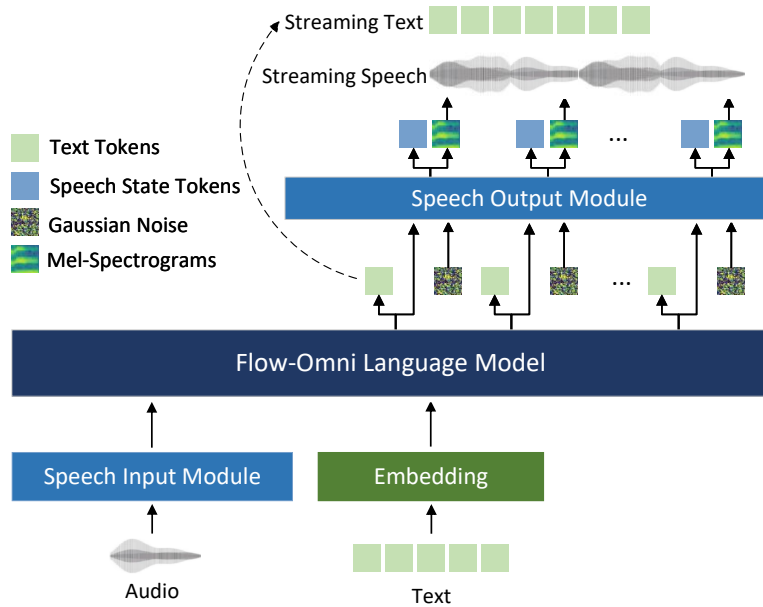 Streaming Text
Streaming Speech
Text Tokens
Speech State Tokens
Gaussian Noise
Mel-Spectrograms
...
Speech Output Module
...
Flow-Omni Language Model
Speech Input Module
Embedding
Audio
Text